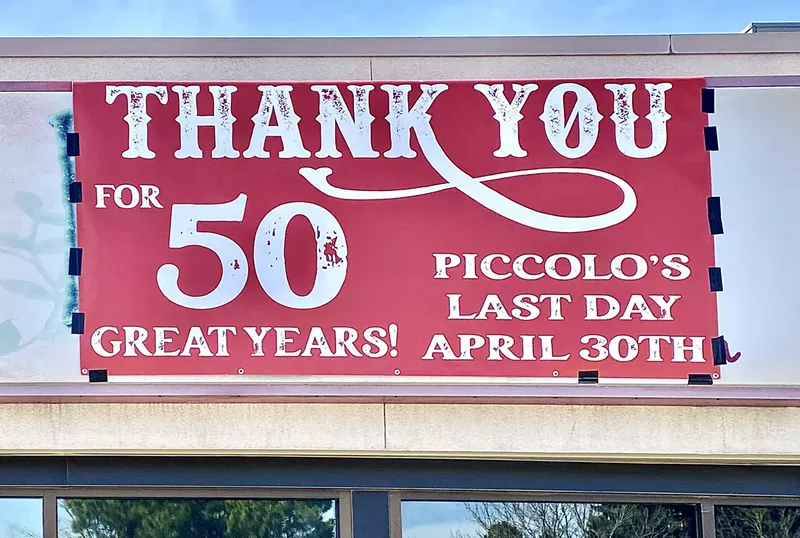 THANK YOU
FOR
50
GREAT YEARS!
PICCOLO'S
LAST DAY
APRIL 30TH